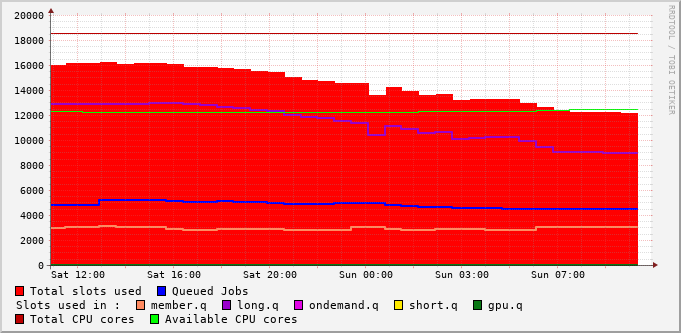 RRDTOOL / TOBI OETIKER
20000
18000
16000
14000
12000
10000
8000
6000
4000
2000
0
Sat 12:00 Sat 16:00 Sat 20:00 Sun 00:00 Sun 03:00 Sun 07:00
Total slots used Queued Jobs
Slots used in : member.q long.q ondemand.q short.q gpu.q
Total CPU cores Available CPU cores